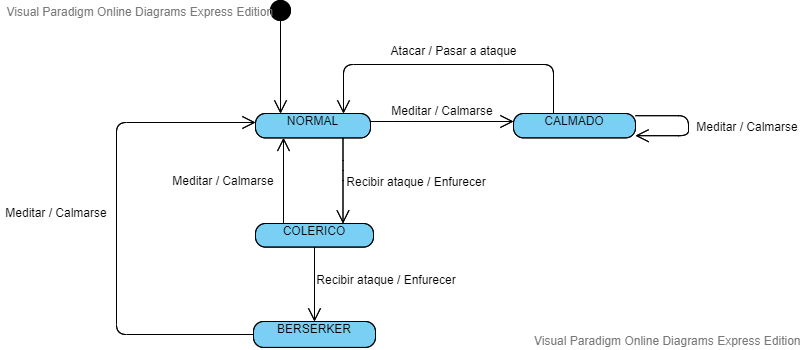 Visual Paradigm Online Diagrams Express Edition
Atacar / Pasar a ataque
NORMAL
Meditar / Calmarse
CALMADO
Meditar / Calmarse
Meditar / Calmarse
Recibir ataque / Enfurecer
Meditar / Calmarse
COLERICO
Recibir ataque / Enfurecer
BERSERKER
Visual Paradigm Online Diagrams Express Edition